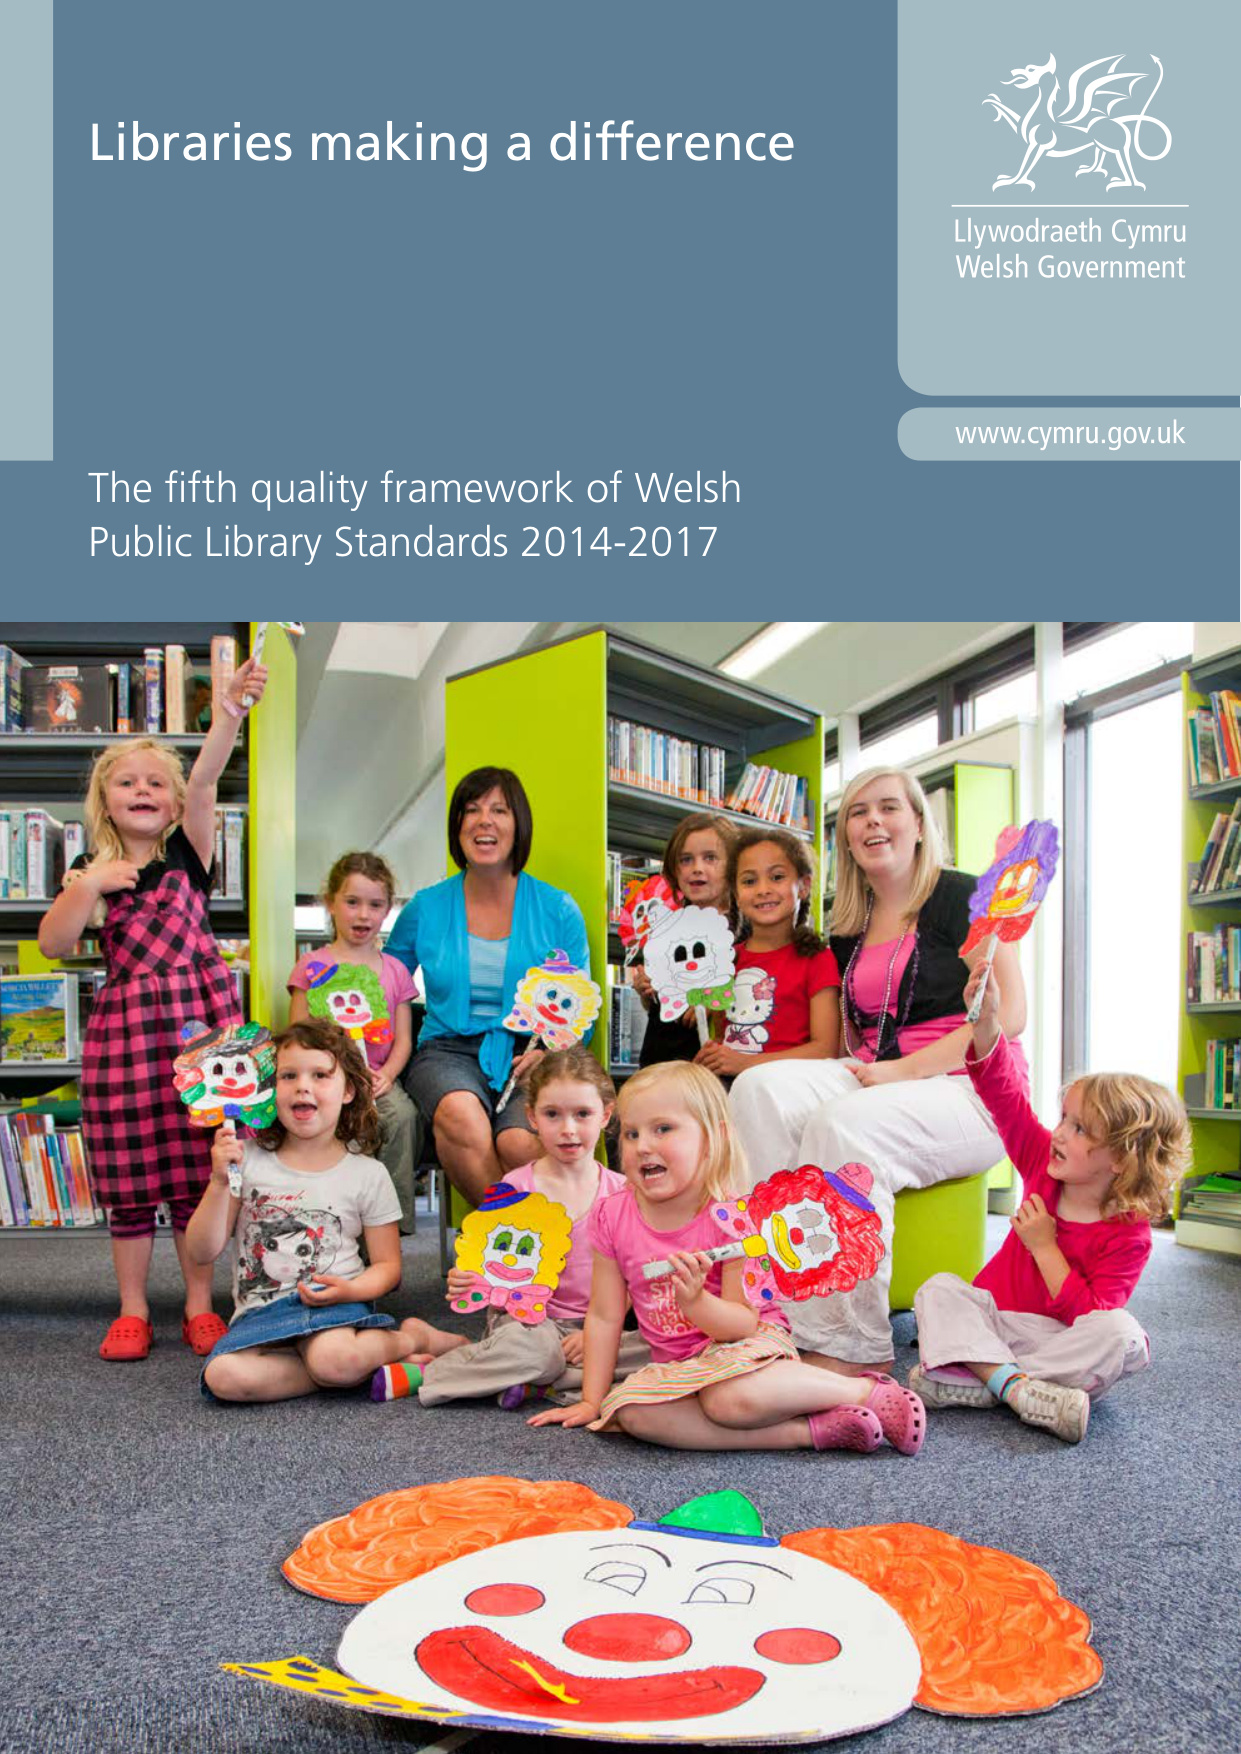 Libraries making a difference
Llywodraeth Cymru
Welsh Government
www.cymru.gov.uk
The fifth quality framework of Welsh
Public Library Standards 2014-2017